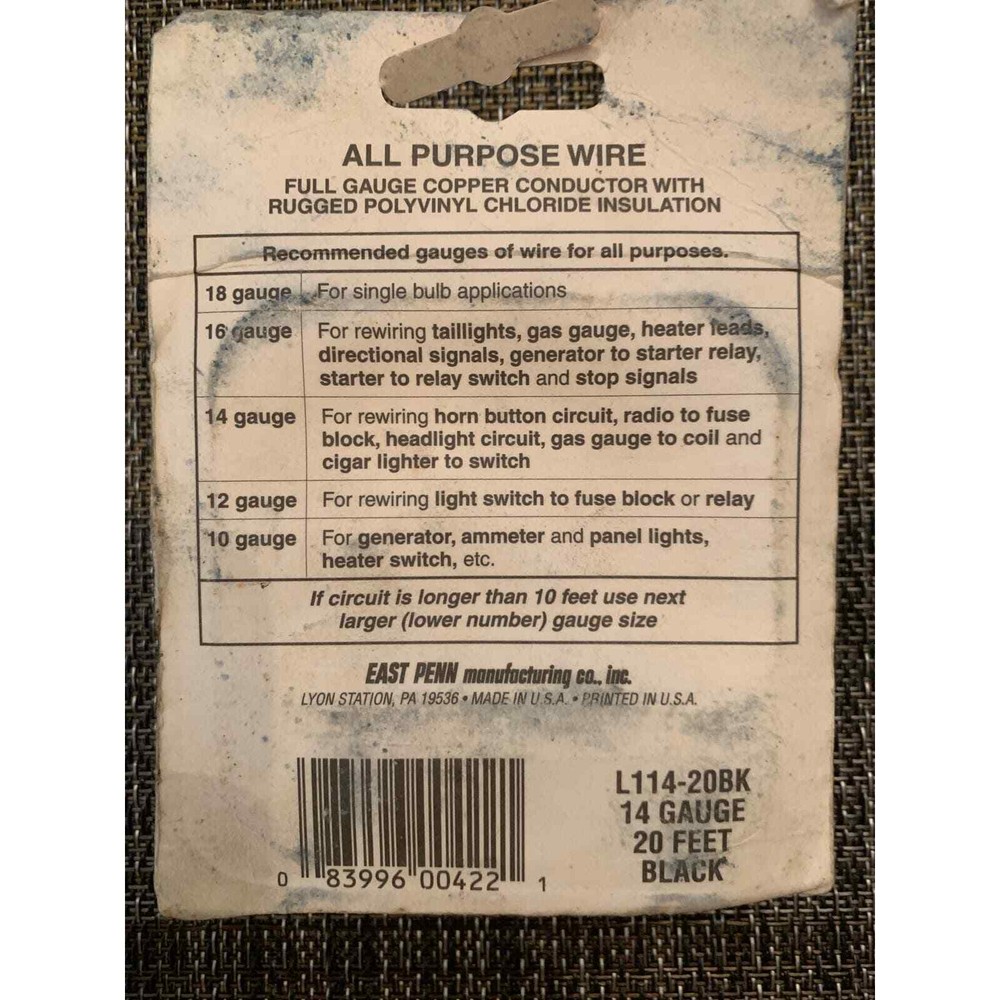 ALL PURPOSE WIRE
FULL GAUGE COPPER CONDUCTOR WITH
RUGGED POLYVINYL CHLORIDE INSULATION
Recommended gauges of wire for all purposes.
18 gauge For single bulb applications
16 gauge For rewiring taillights, gas gauge, heater leads,
directional signals, generator to starter relay,
starter to relay switch and stop signals
14 gauge For rewiring horn button circuit, radio to fuse
block, headlight circuit, gas gauge to coil and
cigar lighter to switch
12 gauge For rewiring light switch to fuse block or relay
10 gauge For generator, ammeter and panel lights,
heater switch, etc.
If circuit is longer than 10 feet use next
larger (lower number) gauge size
EAST PENN manufacturing co., inc.
LYON STATION, PA 19536 • MADE IN U.S.A. • PRINTED IN U.S.A.
L114-20BK
14 GAUGE
20 FEET
BLACK
0 83996 00422 1